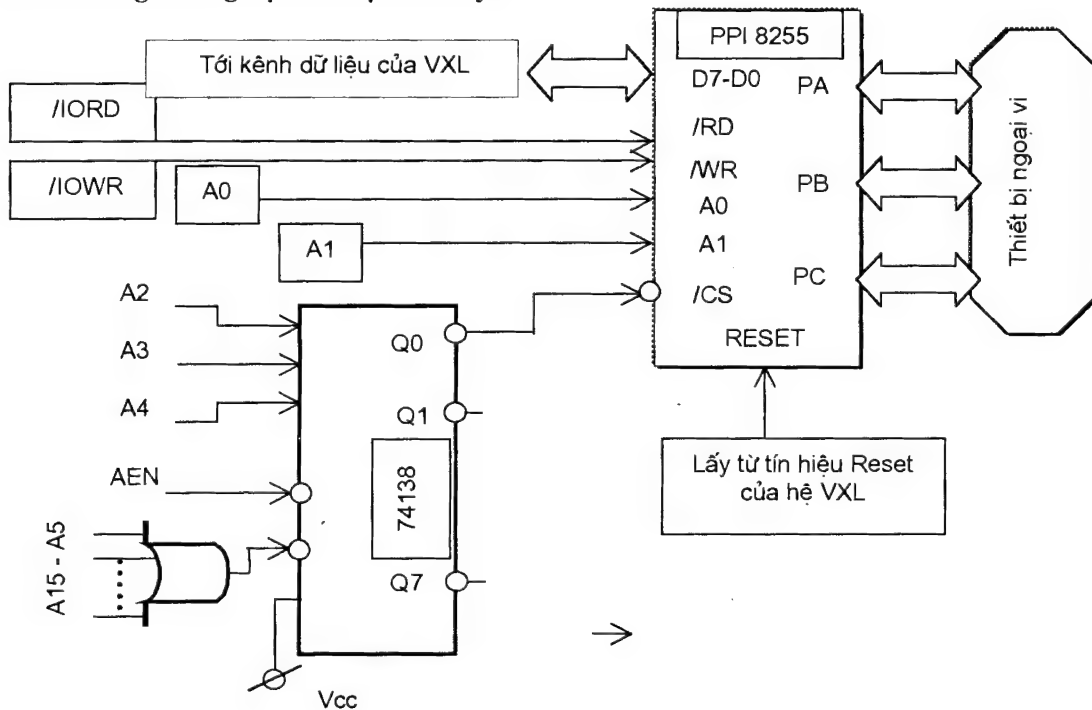 PPI 8255
Tới kênh dữ liệu của VXL
D7-D0
PA
/IORD
/RD
/IOWR
/WR
PB
A0
A0
A1
A1
Thiết bị ngoại vi
A2
/CS
PC
Q0
RESET
A3
A4
Q1
Lấy từ tín hiệu Reset
của hệ VXL
AEN
74138
A15 - A5
Q7
Vcc